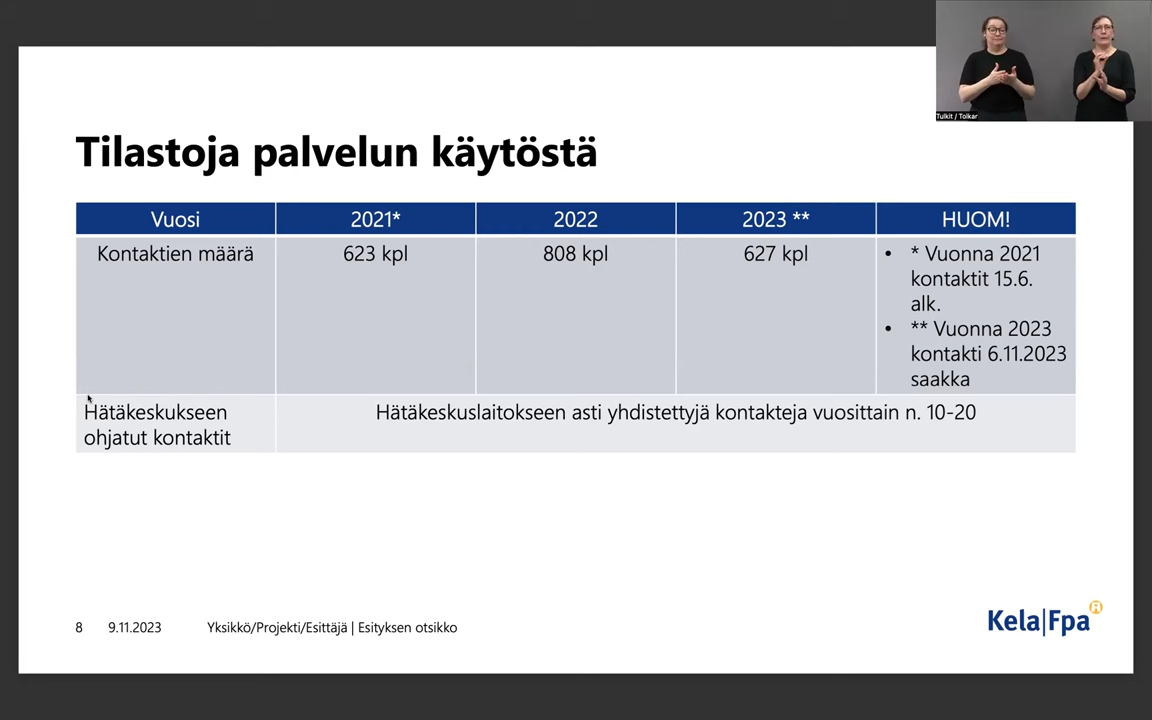 Tulkit / Tolkar
Tilastoja palvelun käytöstä
Vuosi 2021* 2022 2023 ** HUOM!
Kontaktien määrä 623 kpl 808 kpl 627 kpl
• * Vuonna 2021
kontaktit 15.6.
alk.
• ** Vuonna 2023
kontakti 6.11.2023
saakka
Hätäkeskukseen
ohjatut kontaktit
Hätäkeskuslaitokseen asti yhdistettyjä kontakteja vuosittain n. 10-20
8 9.11.2023 Yksikkö/Projekti/Esittäjä | Esityksen otsikko
Kela|Fpa